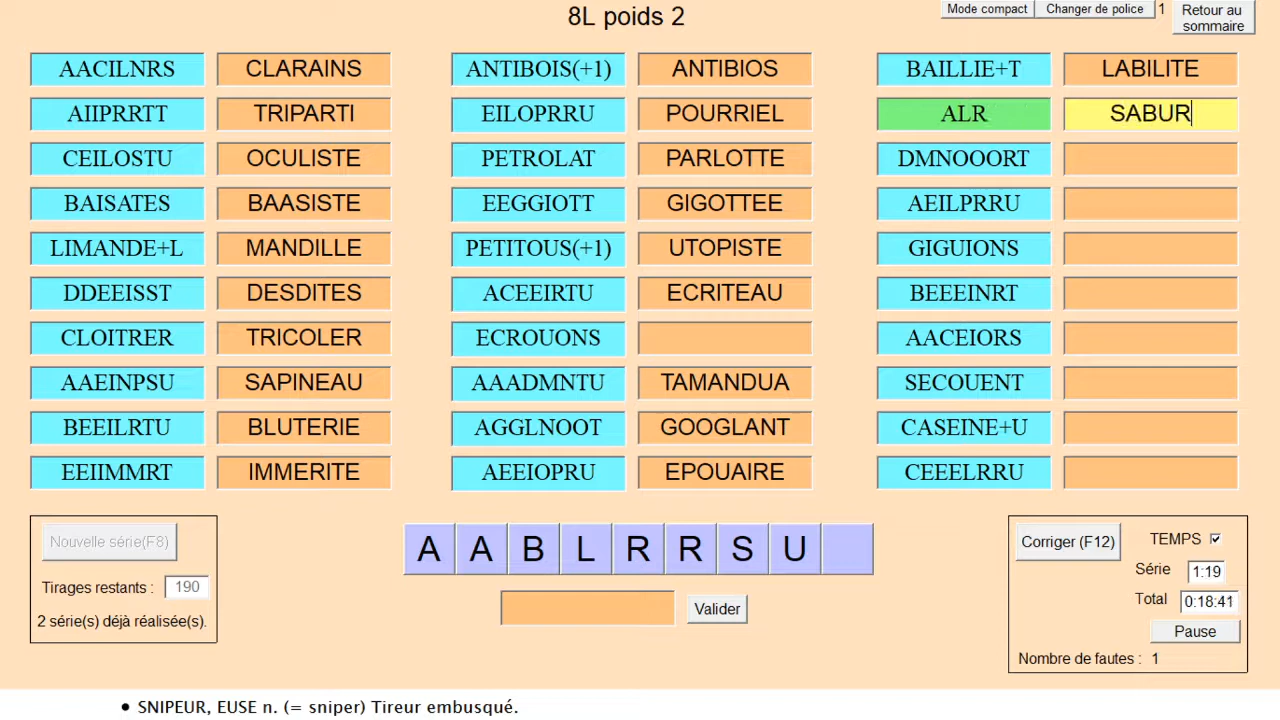 8L poids 2
Mode compact Changer de police 1 Retour au sommaire
AACILNRS CLARAINS ANTIBOIS(+1) ANTIBIOS BAILLIE+T LABILITE
AIIPRRTT TRIPARTI EILOPRRU POURRIEL ALR SABUR
CEILOSTU OCULISTE PETROLAT PARLOTTE DMNOOORT
BAISATES BAASISTE EEGGIOTT GIGOTTEE AEILPRRU
LIMANDE+L MANDILLE PETITOUS(+1) UTOPISTE GIGUIONS
DDEEISST DESDITES ACEEIRTU ECRITEAU BEEEINRT
CLOITRER TRICOLER ECROUONS AACEIORS
AAEINPSU SAPINEAU AAADMNTU TAMANDUA SECOUENT
BEEILRTU BLUTERIE AGGLNOOT GOOGLANT CASEINE+U
EEIIMMRT IMMERITE AEEIOPRU EPOUAIRE CEEELRRU
Nouvelle série(F8)
Tirages restants : 190
2 série(s) déjà réalisée(s).
A A B L R R S U
Valider
Corriger (F12) TEMPS
Série 1:19
Total 0:18:41
Pause
Nombre de fautes : 1
• SNIPEUR, EUSE n. (= sniper) Tireur embusqué.